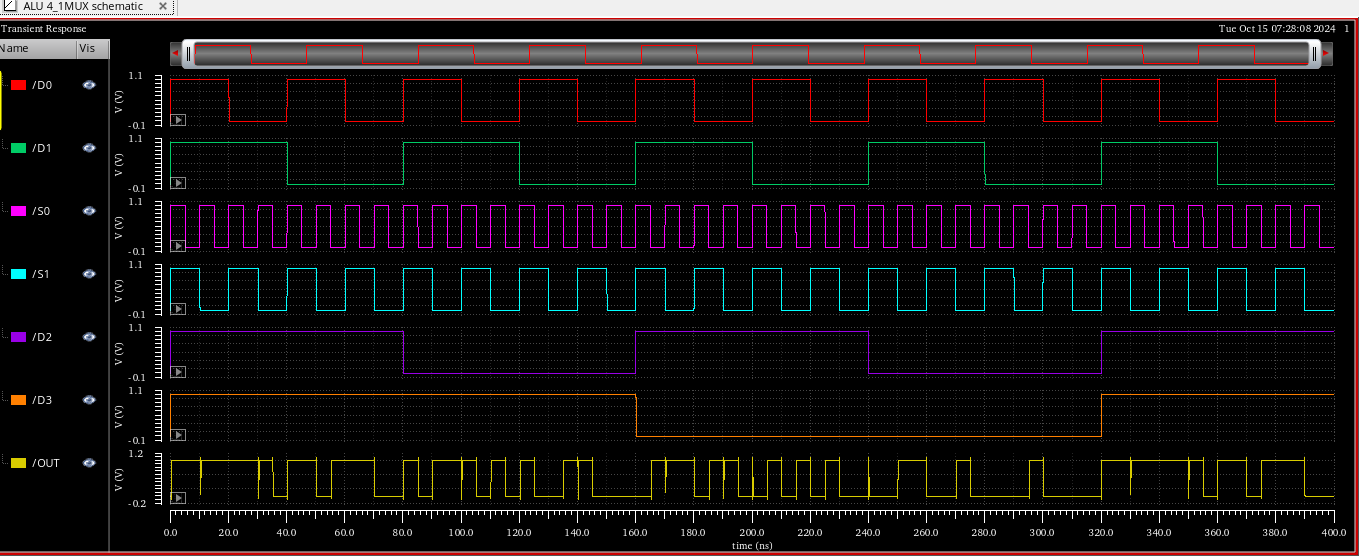 ALU 4_1MUX schematic
Transient Response
Tue Oct 15 07:28:08 2024 1
Name Vis
/D0
1.1
V (V)
-0.1
/D1
1.1
V (V)
-0.1
/S0
1.1
V (V)
-0.1
/S1
1.1
V (V)
-0.1
/D2
1.1
V (V)
-0.1
/D3
1.1
V (V)
-0.1
/OUT
1.2
V (V)
-0.2
0.0 20.0 40.0 60.0 80.0 100.0 120.0 140.0 160.0 180.0 200.0 220.0 240.0 260.0 280.0 300.0 320.0 340.0 360.0 380.0 400.0
time (ns)